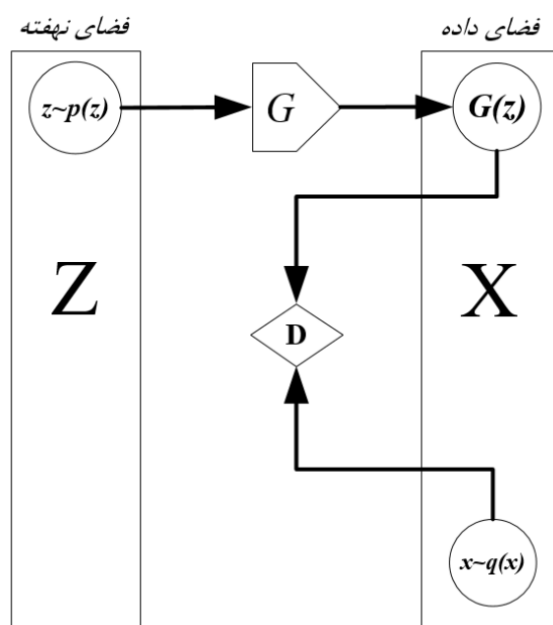 فضای داده
فضای نهفته
z~p(z)
G
G(z)
Z
X
D
x~q(x)